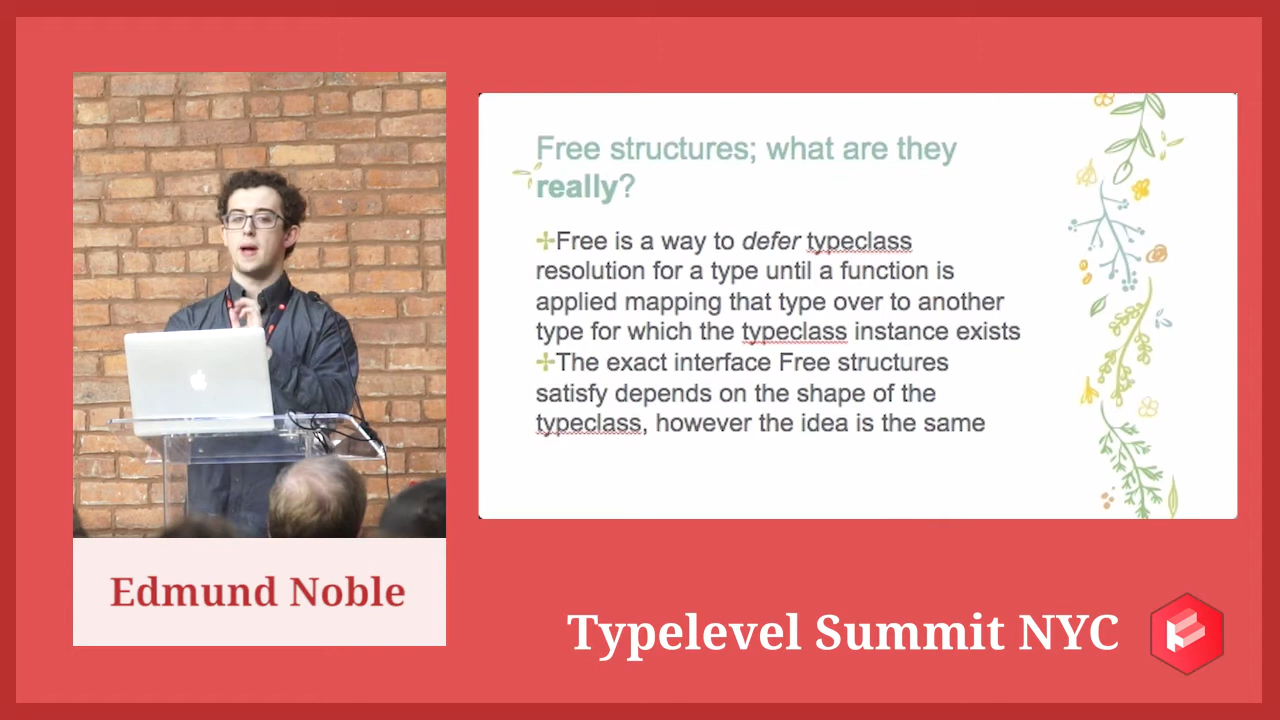 Free structures; what are they
really?
✢Free is a way to defer typeclass
resolution for a type until a function is
applied mapping that type over to another
type for which the typeclass instance exists
✢The exact interface Free structures
satisfy depends on the shape of the
typeclass, however the idea is the same
Edmund Noble
Typelevel Summit NYC